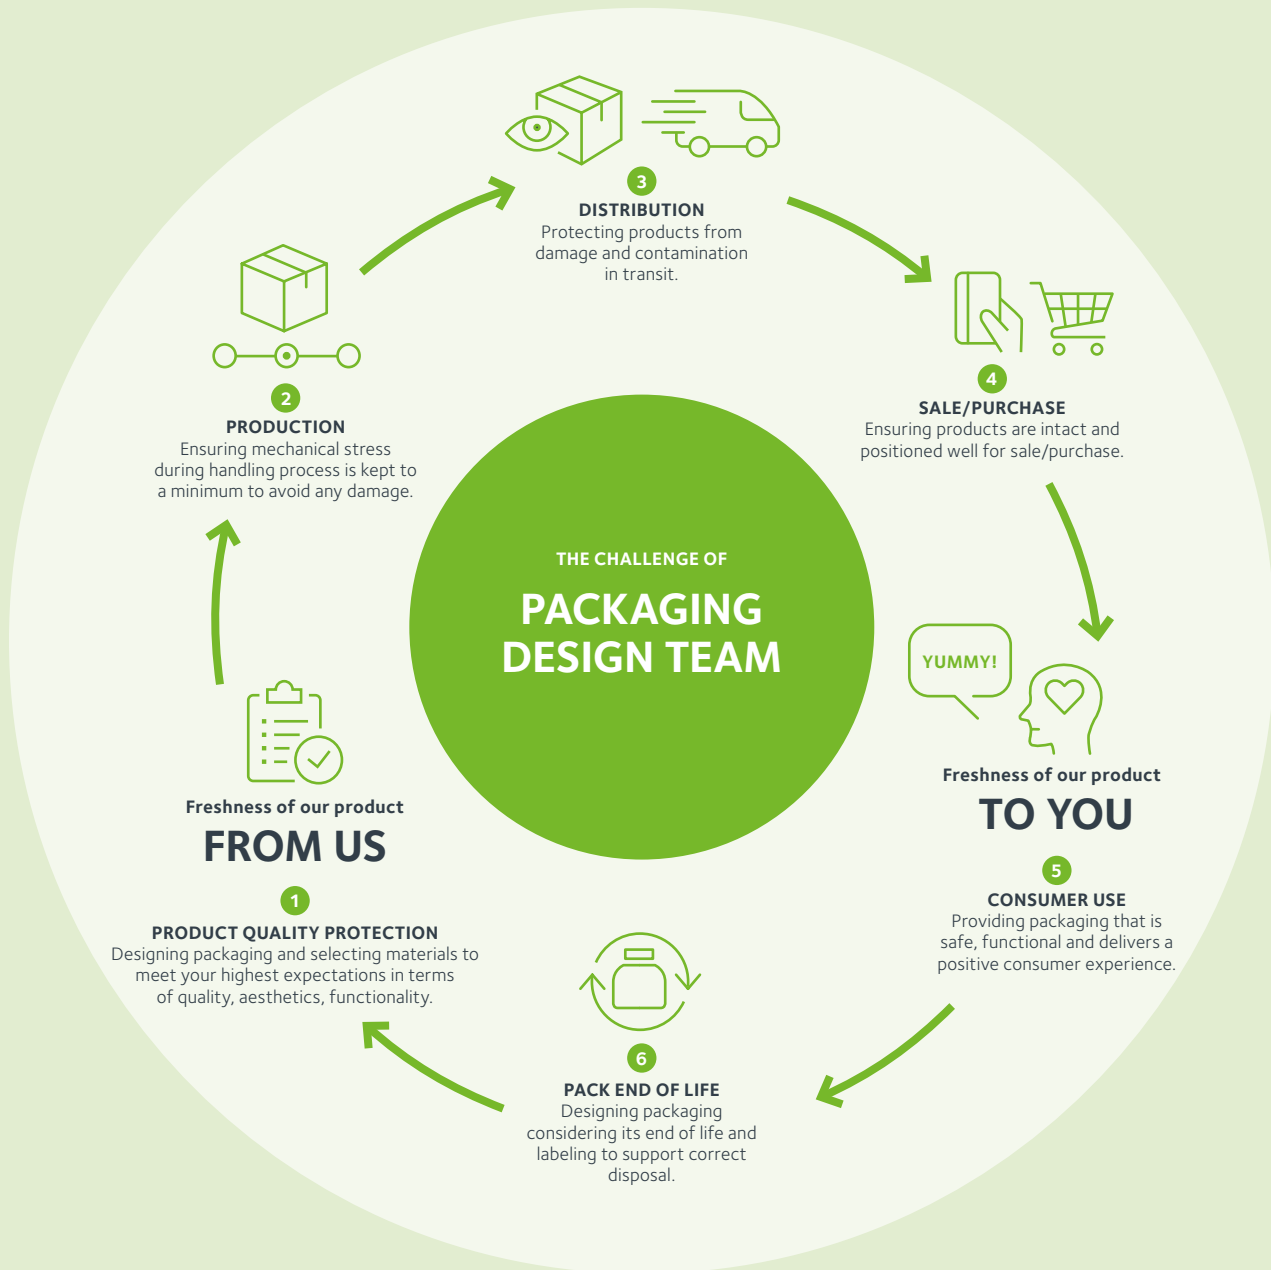 THE CHALLENGE OF
PACKAGING
DESIGN TEAM
Freshness of our product
FROM US
1
PRODUCT QUALITY PROTECTION
Designing packaging and selecting materials to
meet your highest expectations in terms
of quality, aesthetics, functionality.
2
PRODUCTION
Ensuring mechanical stress
during handling process is kept to
a minimum to avoid any damage.
3
DISTRIBUTION
Protecting products from
damage and contamination
in transit.
4
SALE/PURCHASE
Ensuring products are intact and
positioned well for sale/purchase.
YUMMY!
Freshness of our product
TO YOU
5
CONSUMER USE
Providing packaging that is
safe, functional and delivers a
positive consumer experience.
6
PACK END OF LIFE
Designing packaging
considering its end of life and
labeling to support correct
disposal.